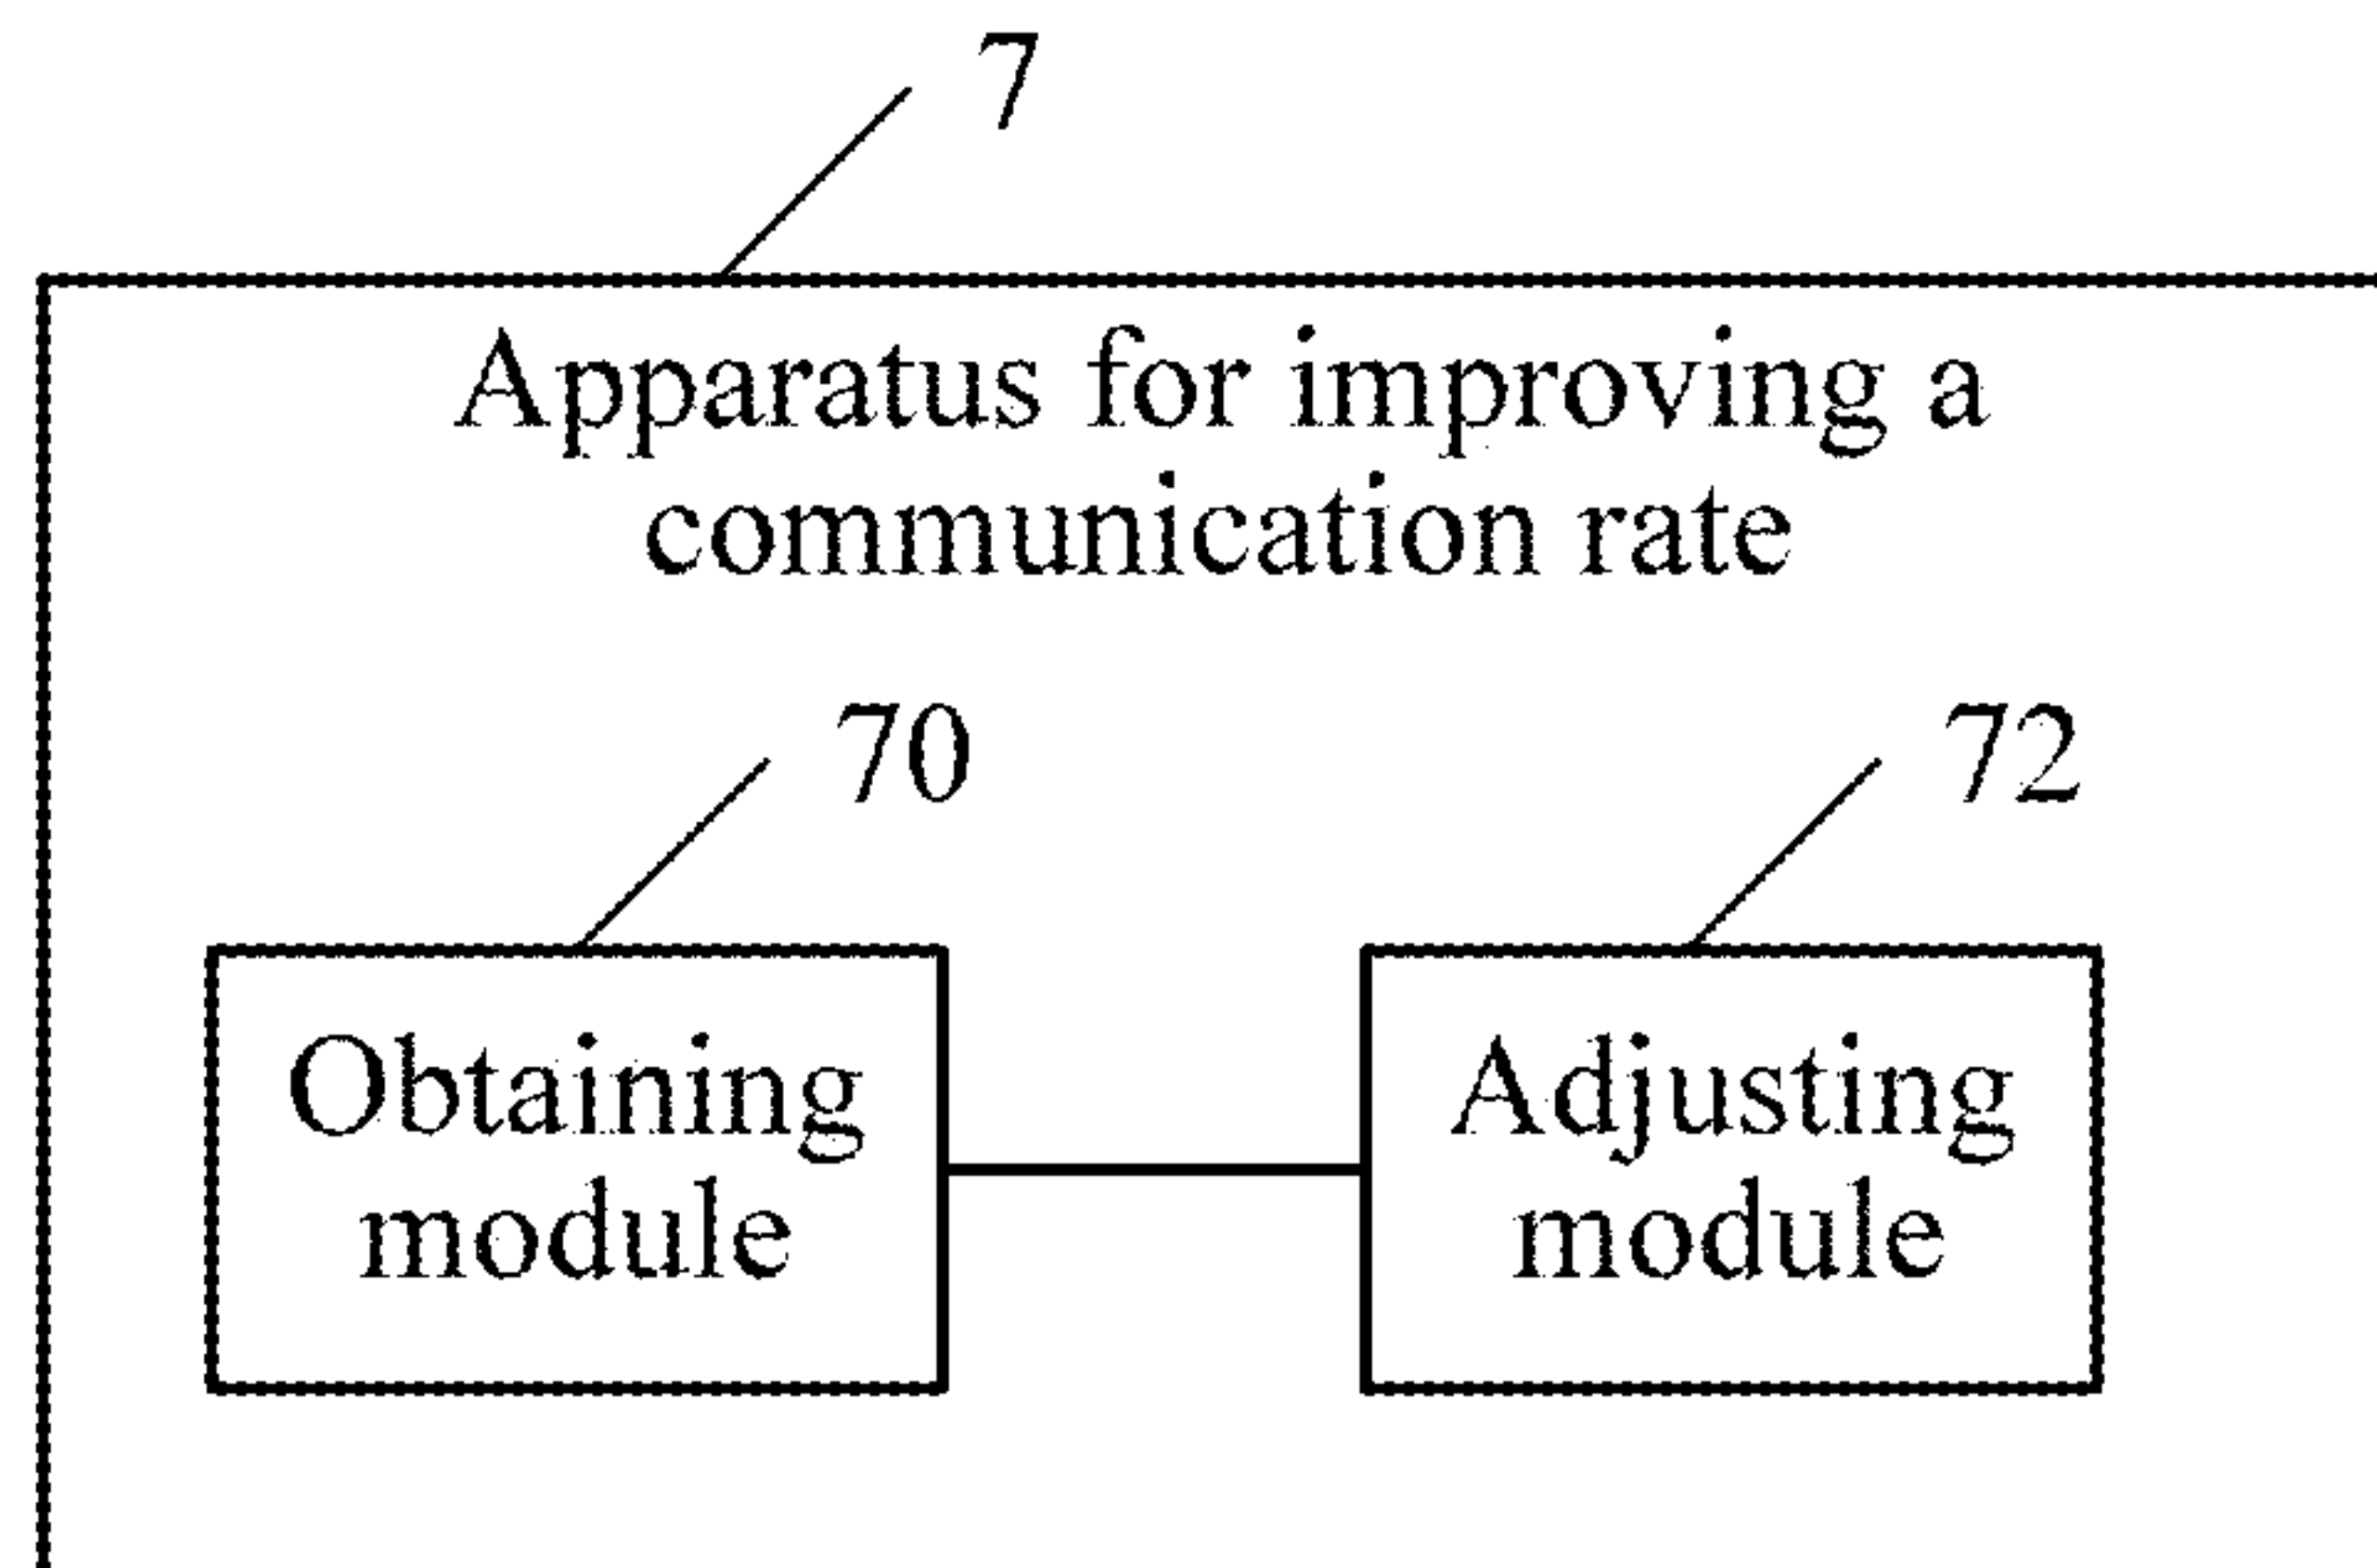 7
Apparatus for improving a
communication rate
70
72
Obtaining
module
Adjusting
module